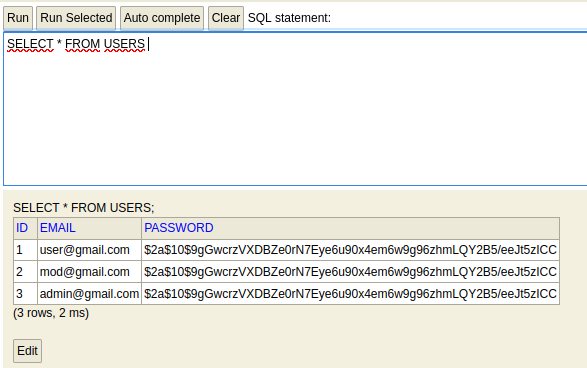 Run Run Selected Auto complete Clear SQL statement:
SELECT * FROM USERS
SELECT * FROM USERS;
ID EMAIL PASSWORD
1 user@gmail.com $2a$10$9gGwcrzVXDBZe0rN7Eye6u90x4em6w9g96zhmLQY2B5/eeJt5zICC
2 mod@gmail.com $2a$10$9gGwcrzVXDBZe0rN7Eye6u90x4em6w9g96zhmLQY2B5/eeJt5zICC
3 admin@gmail.com $2a$10$9gGwcrzVXDBZe0rN7Eye6u90x4em6w9g96zhmLQY2B5/eeJt5zICC
(3 rows, 2 ms)
Edit